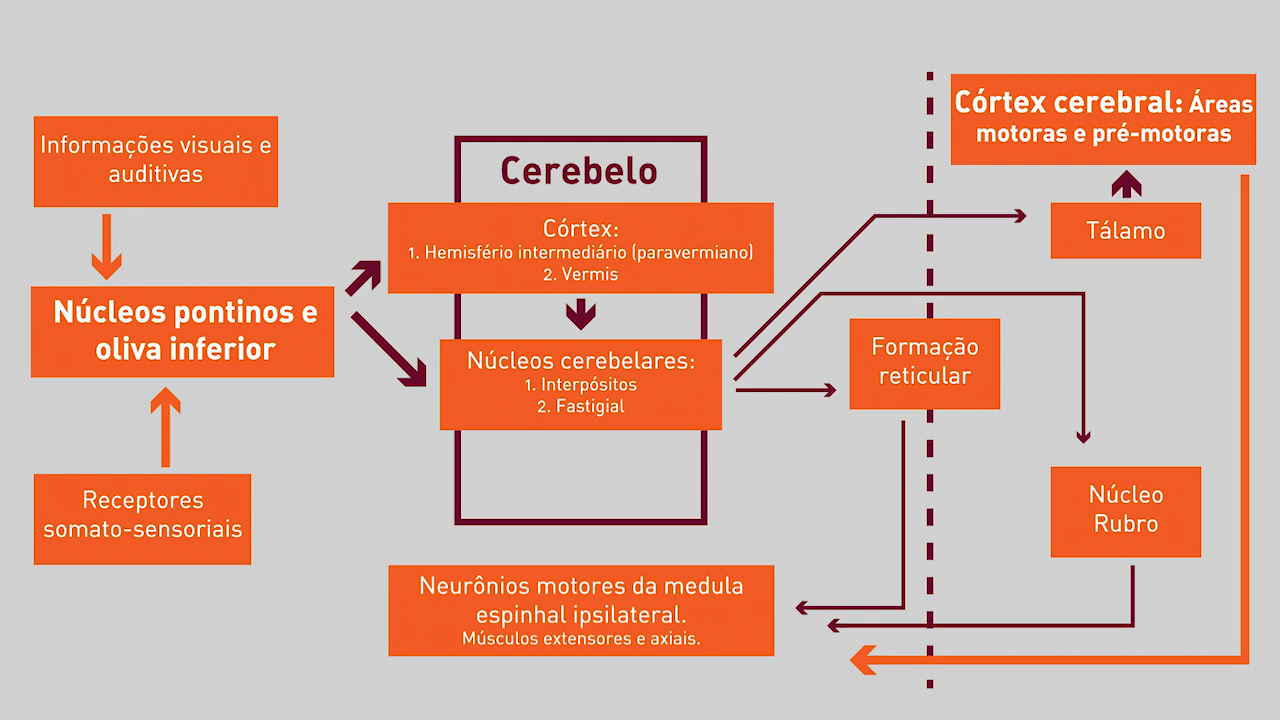 Informações visuais e
auditivas
Núcleos pontinos e
oliva inferior
Receptores
somato-sensoriais
Cerebelo
Córtex:
1. Hemisfério intermediário (paravermiano)
2. Vermis
Núcleos cerebelares:
1. Interpósitos
2. Fastigial
Neurônios motores da medula
espinhal ipsilateral.
Músculos extensores e axiais.
Córtex cerebral: Áreas
motoras e pré-motoras
Tálamo
Formação
reticular
Núcleo
Rubro